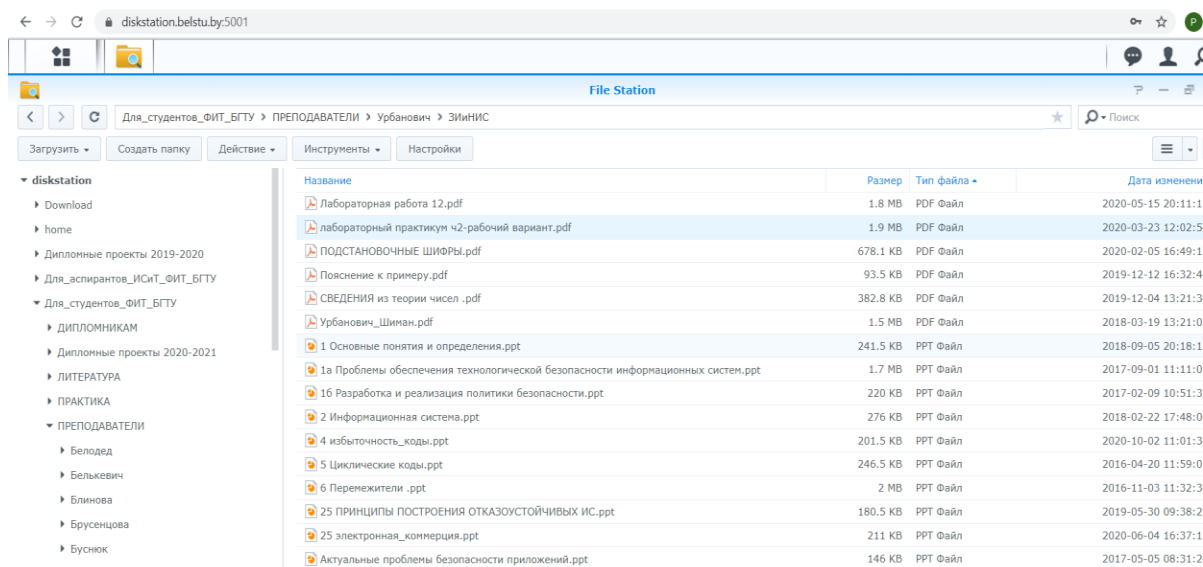 diskstation.belstu.by:5001
P
File Station
Для_студентов_ФИТ_БГТУ > ПРЕПОДАВАТЕЛИ > Урбанович > ЗИиНИС
Поиск
Загрузить Создать папку Действие Инструменты Настройки
diskstation
Download
home
Дипломные проекты 2019-2020
Для_аспирантов_ИСиТ_ФИТ_БГТУ
Для_студентов_ФИТ_БГТУ
ДИПЛОМНИКАМ
Дипломные проекты 2020-2021
ЛИТЕРАТУРА
ПРАКТИКА
ПРЕПОДАВАТЕЛИ
Белодед
Белькевич
Блинова
Брусенцова
Буснюк
Название Размер Тип файла Дата изменени
Лабораторная работа 12.pdf 1.8 MB PDF Файл 2020-05-15 20:11:1
лабораторный практикум ч2-рабочий вариант.pdf 1.9 MB PDF Файл 2020-03-23 12:02:5
ПОДСТАНОВОЧНЫЕ ШИФРЫ.pdf 678.1 KB PDF Файл 2020-02-05 16:49:1
Пояснение к примеру.pdf 93.5 KB PDF Файл 2019-12-12 16:32:4
СВЕДЕНИЯ из теории чисел .pdf 382.8 KB PDF Файл 2019-12-04 13:21:3
Урбанович_Шиман.pdf 1.5 MB PDF Файл 2018-03-19 13:21:0
1 Основные понятия и определения.ppt 241.5 KB PPT Файл 2018-09-05 20:18:1
1а Проблемы обеспечения технологической безопасности информационных систем.ppt 1.7 MB PPT Файл 2017-09-01 11:11:0
1б Разработка и реализация политики безопасности.ppt 220 KB PPT Файл 2017-02-09 10:51:3
2 Информационная система.ppt 276 KB PPT Файл 2018-02-22 17:48:0
4 избыточность_коды.ppt 201.5 KB PPT Файл 2020-10-02 11:01:3
5 Циклические коды.ppt 246.5 KB PPT Файл 2016-04-20 11:59:0
6 Перемежители .ppt 2 MB PPT Файл 2016-11-03 11:32:3
25 ПРИНЦИПЫ ПОСТРОЕНИЯ ОТКАЗОУСТОЙЧИВЫХ ИС.ppt 180.5 KB PPT Файл 2019-05-30 09:38:2
25 электронная_коммерция.ppt 211 KB PPT Файл 2020-06-04 16:37:1
Актуальные проблемы безопасности приложений.ppt 146 KB PPT Файл 2017-05-05 08:31:2